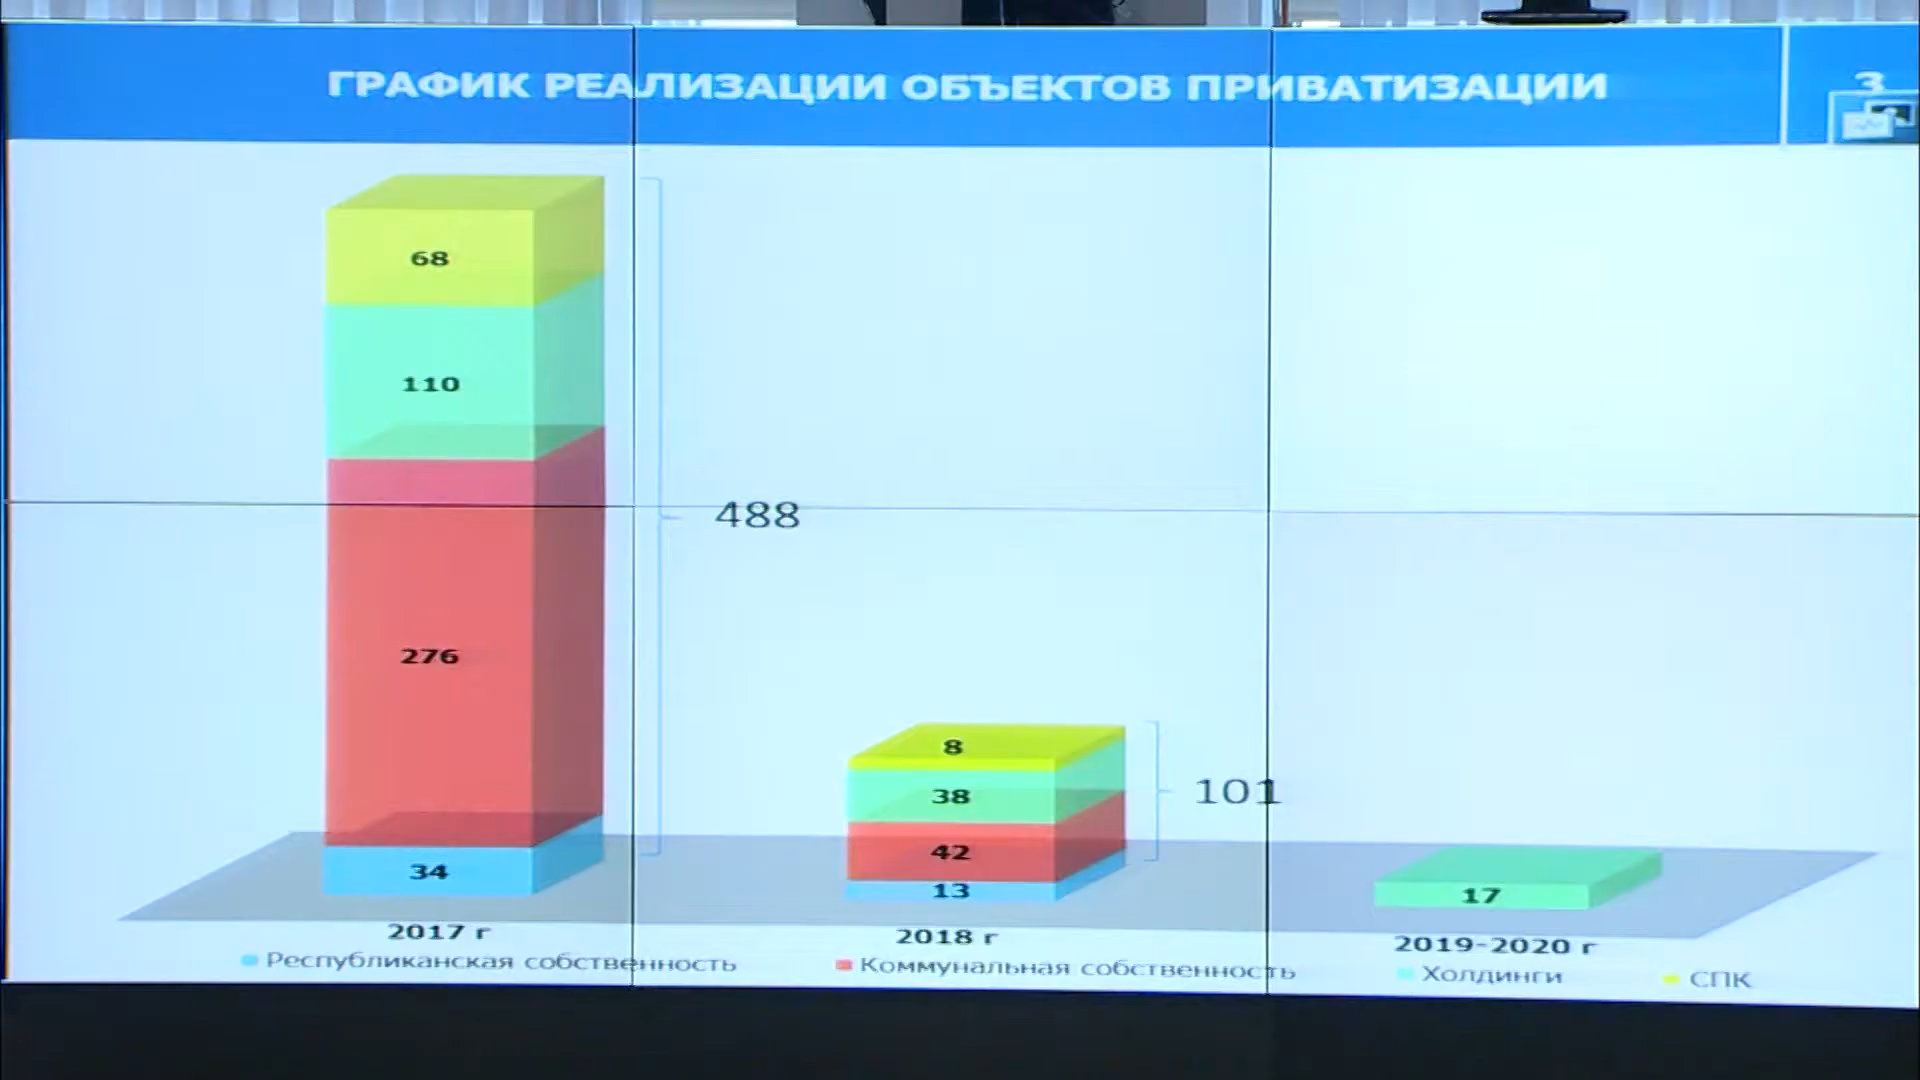 ГРАФИК РЕАЛИЗАЦИИ ОБЪЕКТОВ ПРИВАТИЗАЦИИ
3
68
110
276
34
488
8
38
42
13
101
17
2017 г
2018 г
2019-2020 г
Республиканская собственность
Коммунальная собственность
Холдинги
СПК